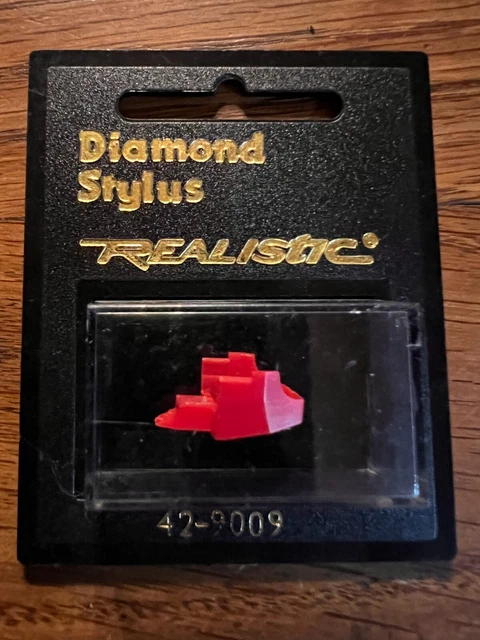 Diamond
Stylus
REALISTIC®
42-9009